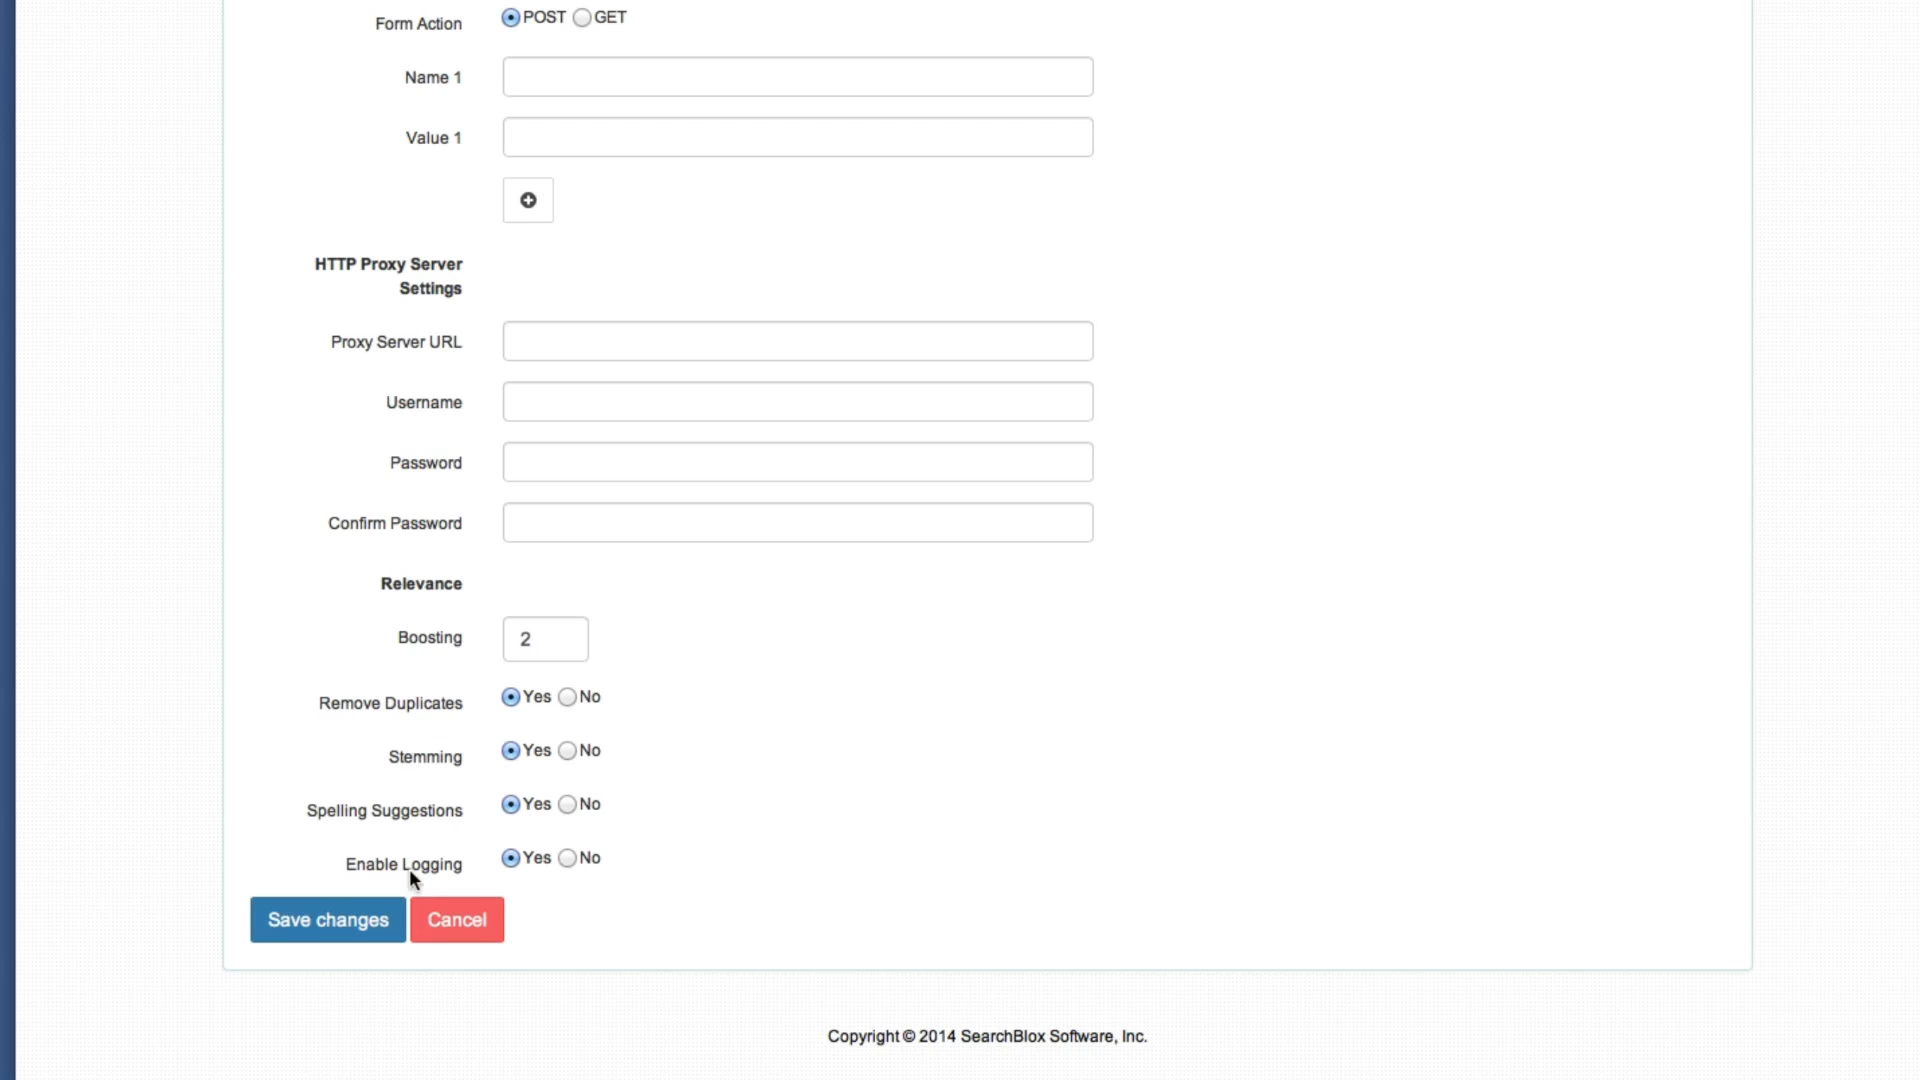 Form Action POST GET
Name 1
Value 1
HTTP Proxy Server
Settings
Proxy Server URL
Username
Password
Confirm Password
Relevance
Boosting 2
Remove Duplicates Yes No
Stemming Yes No
Spelling Suggestions Yes No
Enable Logging Yes No
Save changes Cancel
Copyright © 2014 SearchBlox Software, Inc.